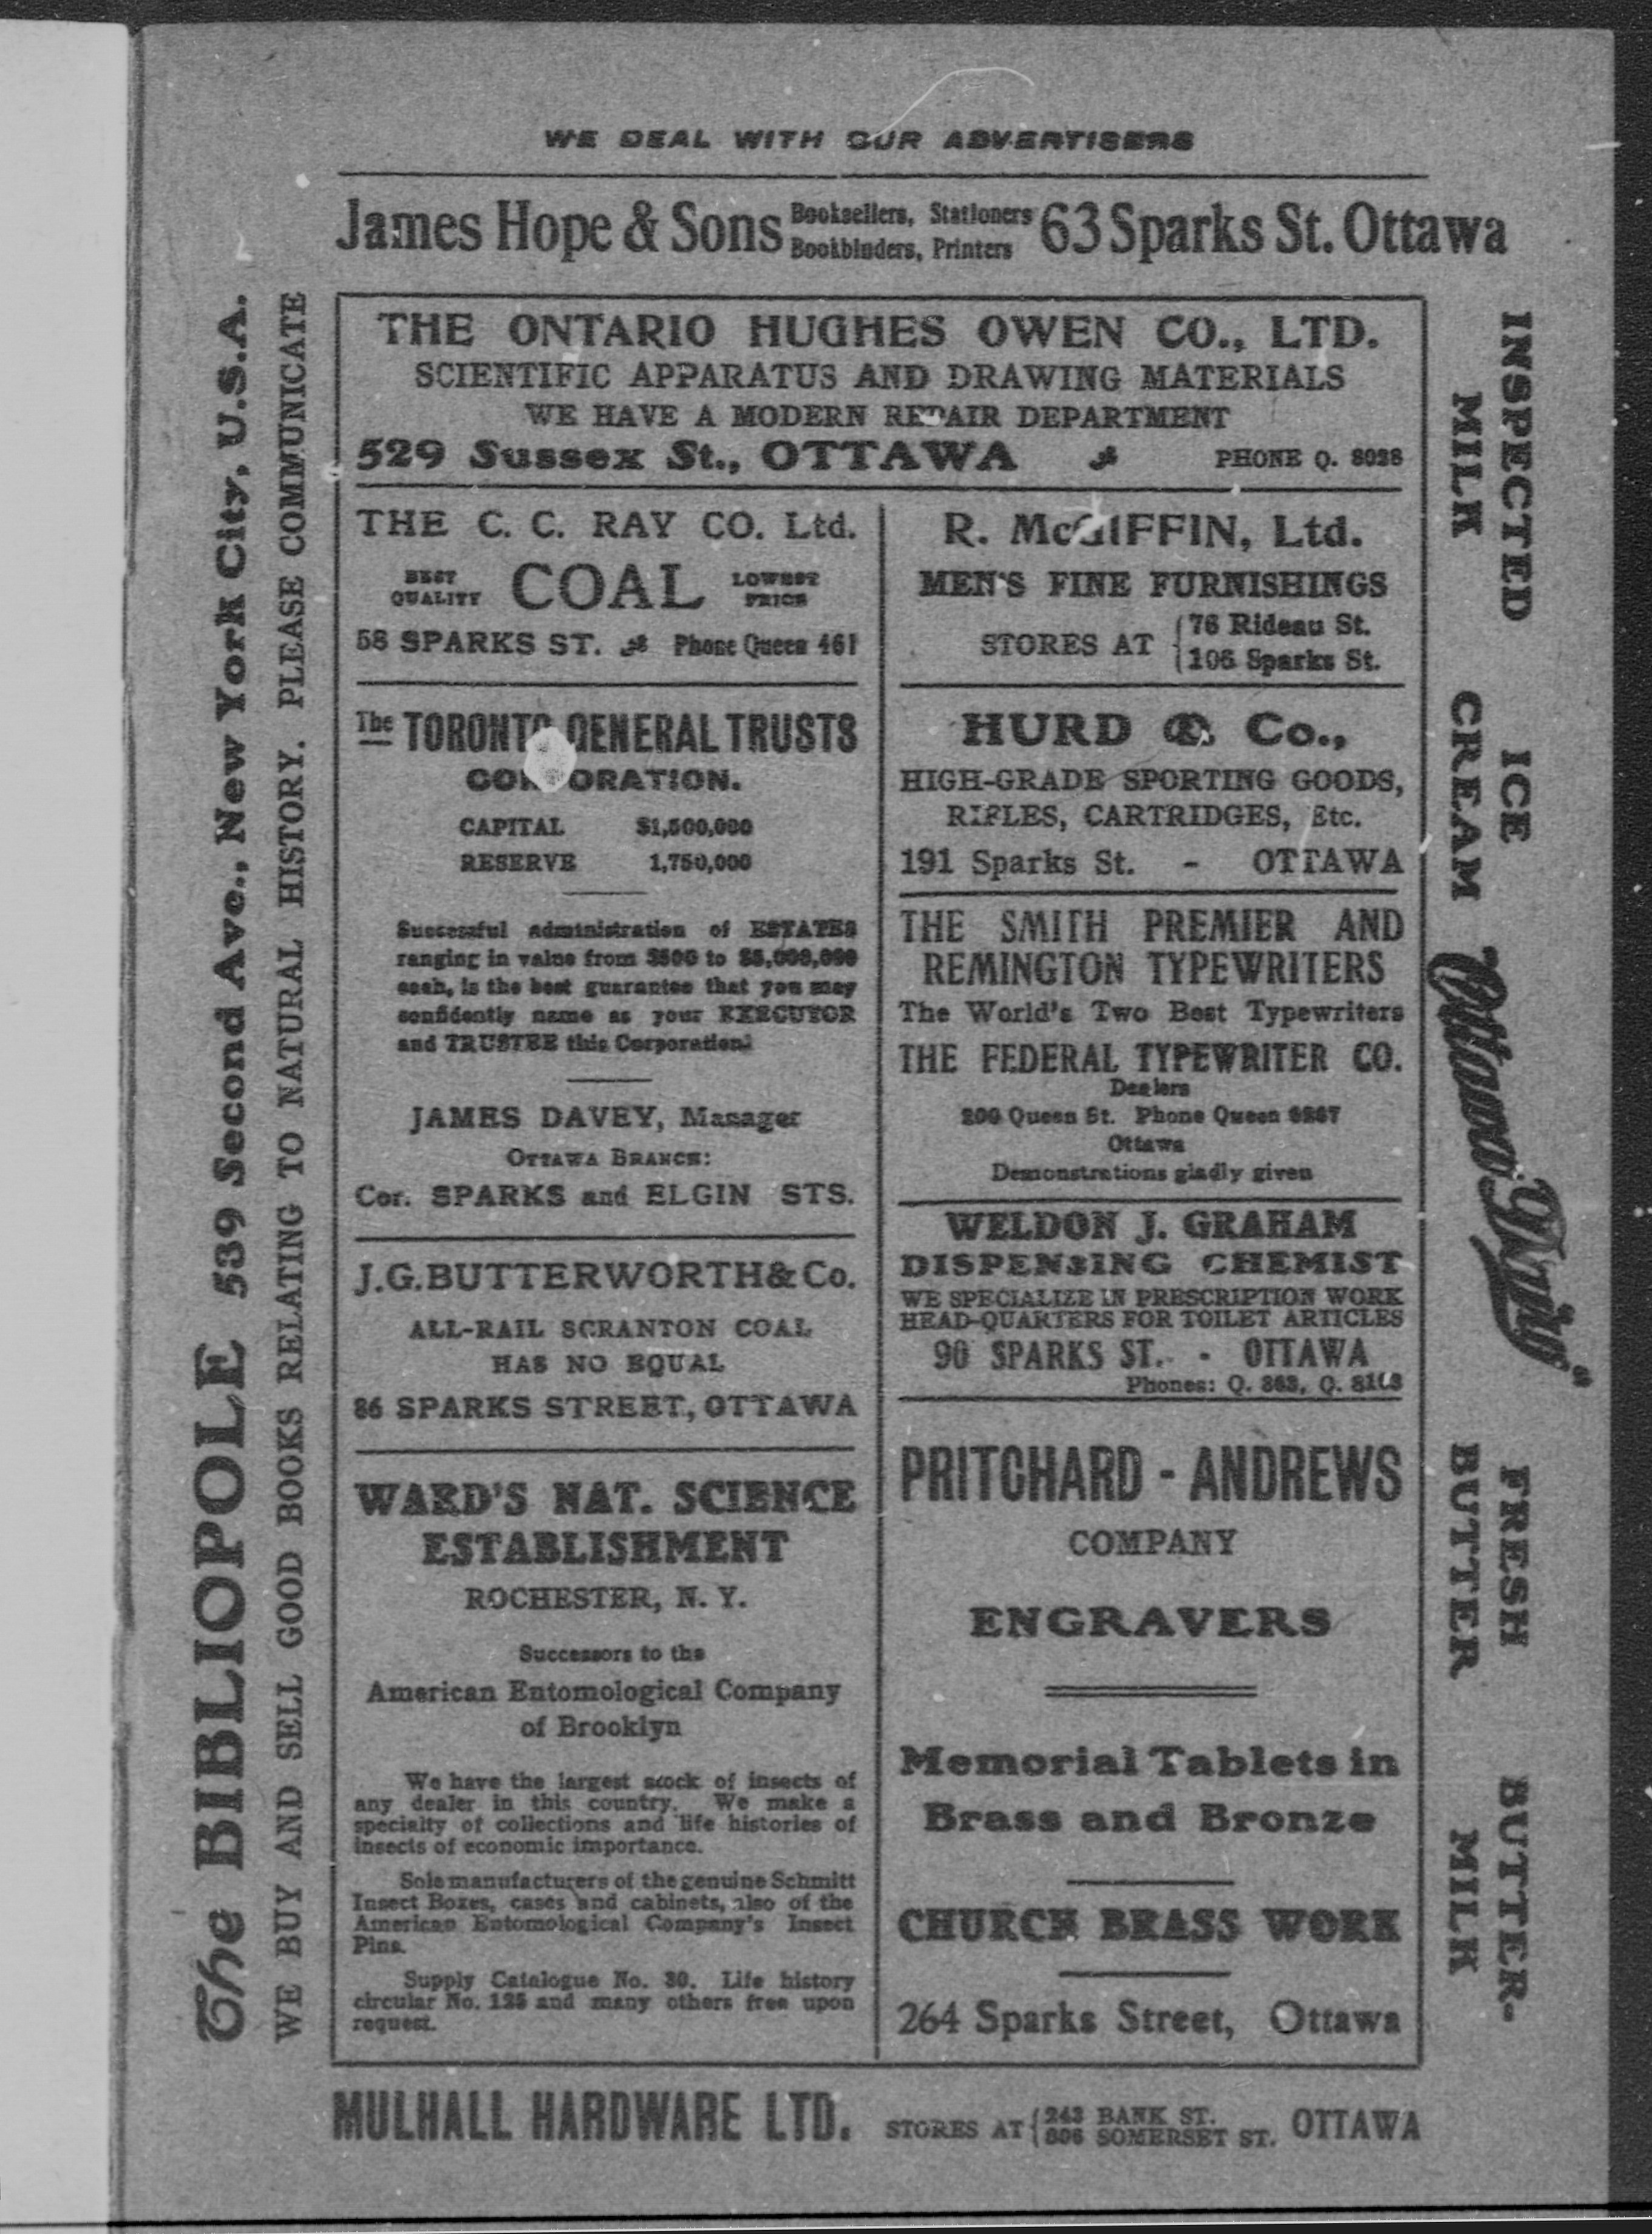 WE DEAL WITH OUR ADVERTISERS
James Hope & Sons Booksellers, Stationers Bookbinders, Printers 63 Sparks St. Ottawa
The BIBLIOPOLE 539 Second Ave., New York City, U.S.A.
WE BUY AND SELL GOOD BOOKS RELATING TO NATURAL HISTORY. PLEASE COMMUNICATE
THE ONTARIO HUGHES OWEN CO., LTD.
SCIENTIFIC APPARATUS AND DRAWING MATERIALS
WE HAVE A MODERN REPAIR DEPARTMENT
529 Sussex St., OTTAWA PHONE Q. 8028
THE C. C. RAY CO. Ltd.
BEST QUALITY COAL LOWEST PRICE
58 SPARKS ST. Phone Queen 461
The TORONTO GENERAL TRUSTS
CORPORATION.
CAPITAL $1,500,000
RESERVE 1,750,000
Successful administration of ESTATES
ranging in value from $500 to $5,000,000
each, is the best guarantee that you may
confidently name as your EXECUTOR
and TRUSTEE this Corporation.
JAMES DAVEY, Manager
OTTAWA BRANCH:
Cor. SPARKS and ELGIN STS.
J.G.BUTTERWORTH & Co.
ALL-RAIL SCRANTON COAL
HAS NO EQUAL
86 SPARKS STREET, OTTAWA
WARD'S NAT. SCIENCE
ESTABLISHMENT
ROCHESTER, N. Y.
Successors to the
American Entomological Company
of Brooklyn
We have the largest stock of insects of
any dealer in this country. We make a
specialty of collections and life histories of
insects of economic importance.
Sole manufacturers of the genuine Schmitt
Insect Boxes, cases and cabinets, also of the
American Entomological Company's Insect
Pins.
Supply Catalogue No. 30. Life history
circular No. 125 and many others free upon
request.
R. McGIFFIN, Ltd.
MEN'S FINE FURNISHINGS
STORES AT 76 Rideau St.
106 Sparks St.
HURD & Co.,
HIGH-GRADE SPORTING GOODS,
RIFLES, CARTRIDGES, Etc.
191 Sparks St. - OTTAWA
THE SMITH PREMIER AND
REMINGTON TYPEWRITERS
The World's Two Best Typewriters
THE FEDERAL TYPEWRITER CO.
Dealers
200 Queen St. Phone Queen
Ottawa
Demonstrations gladly given
WELDON J. GRAHAM
DISPENSING CHEMIST
WE SPECIALIZE IN PRESCRIPTION WORK
HEAD-QUARTERS FOR TOILET ARTICLES
90 SPARKS ST. - OTTAWA
Phones: Q. 863, Q.
PRITCHARD - ANDREWS
COMPANY
ENGRAVERS
Memorial Tablets in
Brass and Bronze
CHURCH BRASS WORK
264 Sparks Street, Ottawa
INSPECTED
MILK
ICE
CREAM
"Ottawa Dairy"
FRESH
BUTTER
BUTTER-
MILK
MULHALL HARDWARE LTD. STORES AT 243 BANK ST. 806 SOMERSET ST. OTTAWA